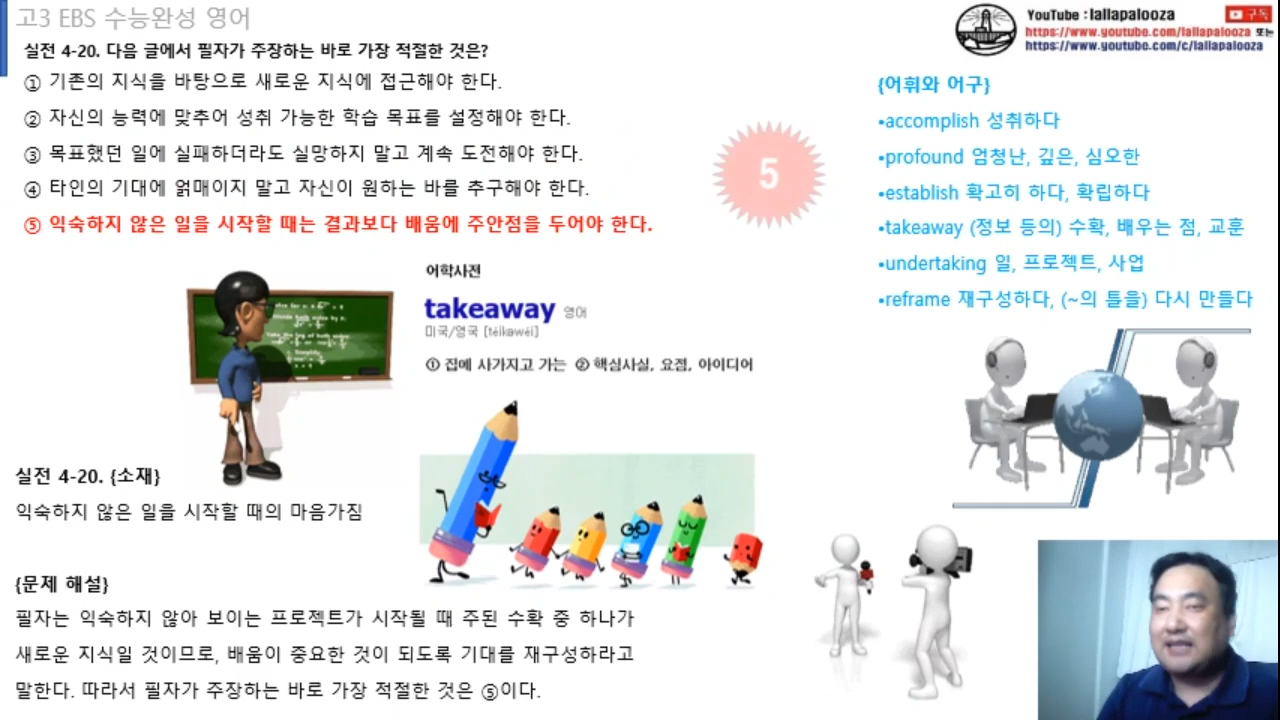 고3 EBS 수능완성 영어
YouTube : lallapalooza
구독
https://www.youtube.com/lallapalooza 또는
https://www.youtube.com/c/lallapalooza
실전 4-20. 다음 글에서 필자가 주장하는 바로 가장 적절한 것은?
① 기존의 지식을 바탕으로 새로운 지식에 접근해야 한다.
② 자신의 능력에 맞추어 성취 가능한 학습 목표를 설정해야 한다.
③ 목표했던 일에 실패하더라도 실망하지 말고 계속 도전해야 한다.
④ 타인의 기대에 얽매이지 말고 자신이 원하는 바를 추구해야 한다.
⑤ 익숙하지 않은 일을 시작할 때는 결과보다 배움에 주안점을 두어야 한다.
5
{어휘와 어구}
•accomplish 성취하다
•profound 엄청난, 깊은, 심오한
•establish 확고히 하다, 확립하다
•takeaway (정보 등의) 수확, 배우는 점, 교훈
•undertaking 일, 프로젝트, 사업
•reframe 재구성하다, (~의 틀을) 다시 만들다
어학사전
takeaway 영어
미국/영국 [téikəwèi]
① 집에 사가지고 가는 ② 핵심사실, 요점, 아이디어
실전 4-20. {소재}
익숙하지 않은 일을 시작할 때의 마음가짐
{문제 해설}
필자는 익숙하지 않아 보이는 프로젝트가 시작될 때 주된 수확 중 하나가
새로운 지식일 것이므로, 배움이 중요한 것이 되도록 기대를 재구성하라고
말한다. 따라서 필자가 주장하는 바로 가장 적절한 것은 ⑤이다.